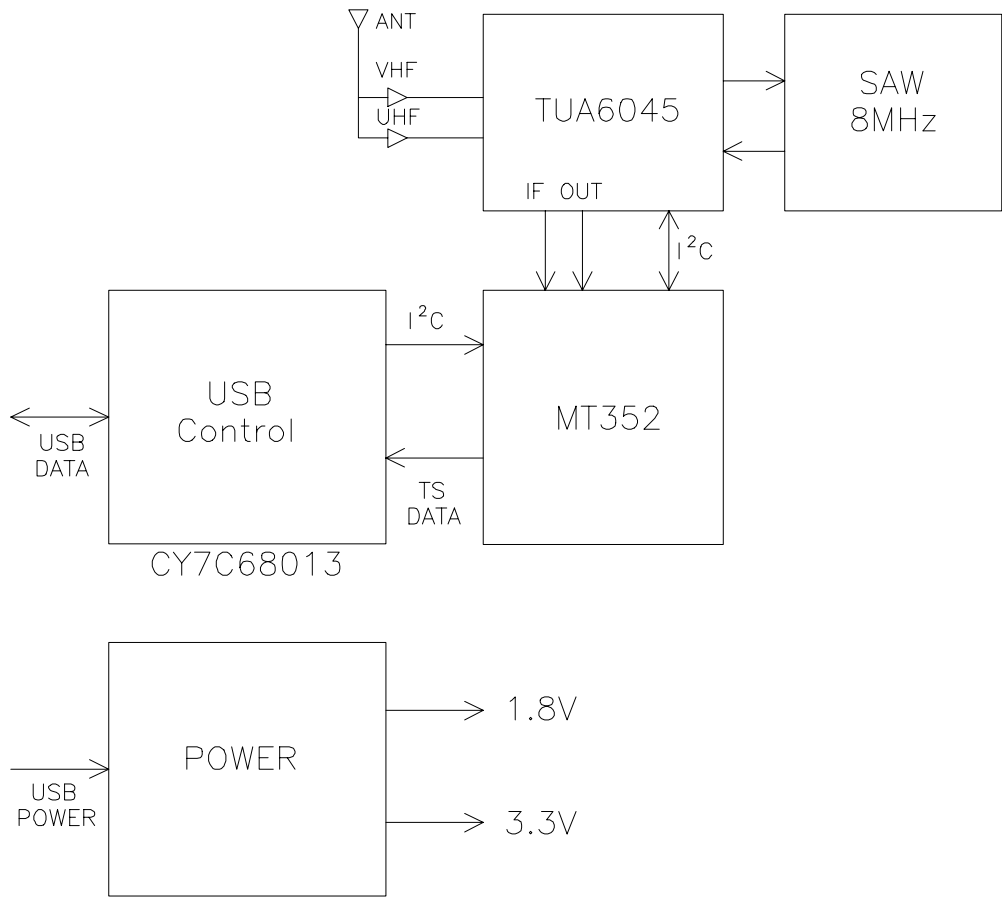 ANT
VHF
UHF
TUA6045
SAW
8MHz
IF OUT
I²C
I²C
USB
Control
MT352
USB
DATA
TS
DATA
CY7C68013
POWER
1.8V
USB
POWER
3.3V